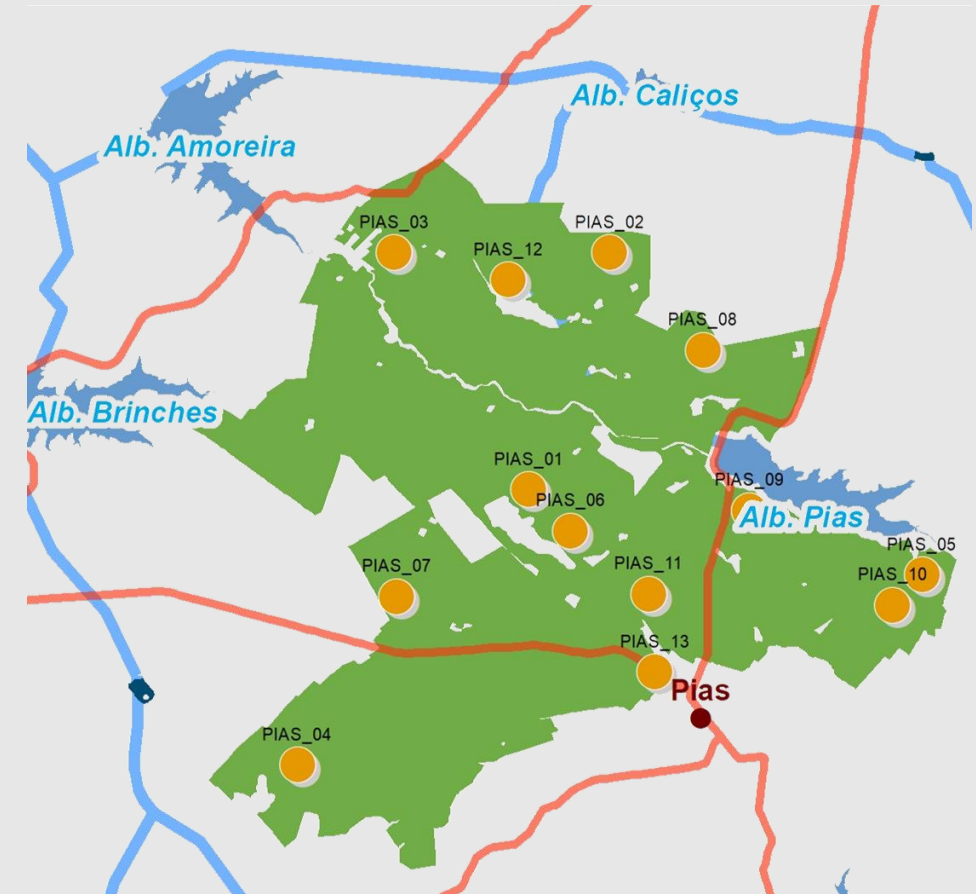 Alb. Caliços
Alb. Amoreira
PIAS_03
PIAS_02
PIAS_12
PIAS_08
Alb. Brinches
PIAS_01
PIAS_09
PIAS_06
Alb. Pias
PIAS_05
PIAS_07
PIAS_11
PIAS_10
PIAS_13
Pias
PIAS_04